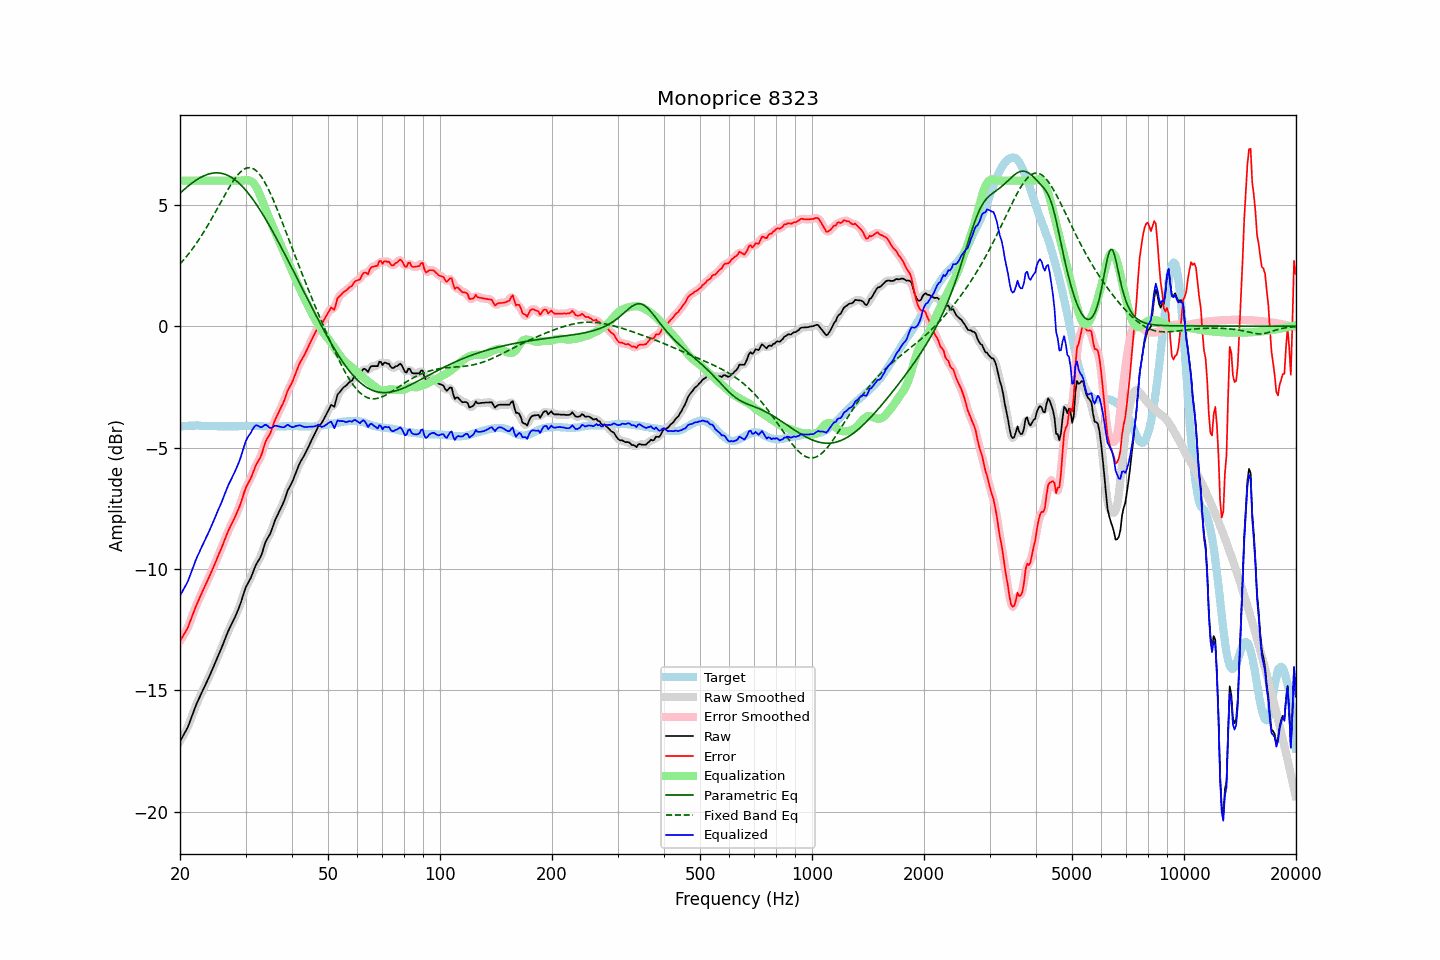 Monoprice 8323
Amplitude (dBr)
5
0
−5
−10
−15
−20
Target
Raw Smoothed
Error Smoothed
Raw
Error
Equalization
Parametric Eq
Fixed Band Eq
Equalized
20 50 100 200 500 1000 2000 5000 10000 20000
Frequency (Hz)